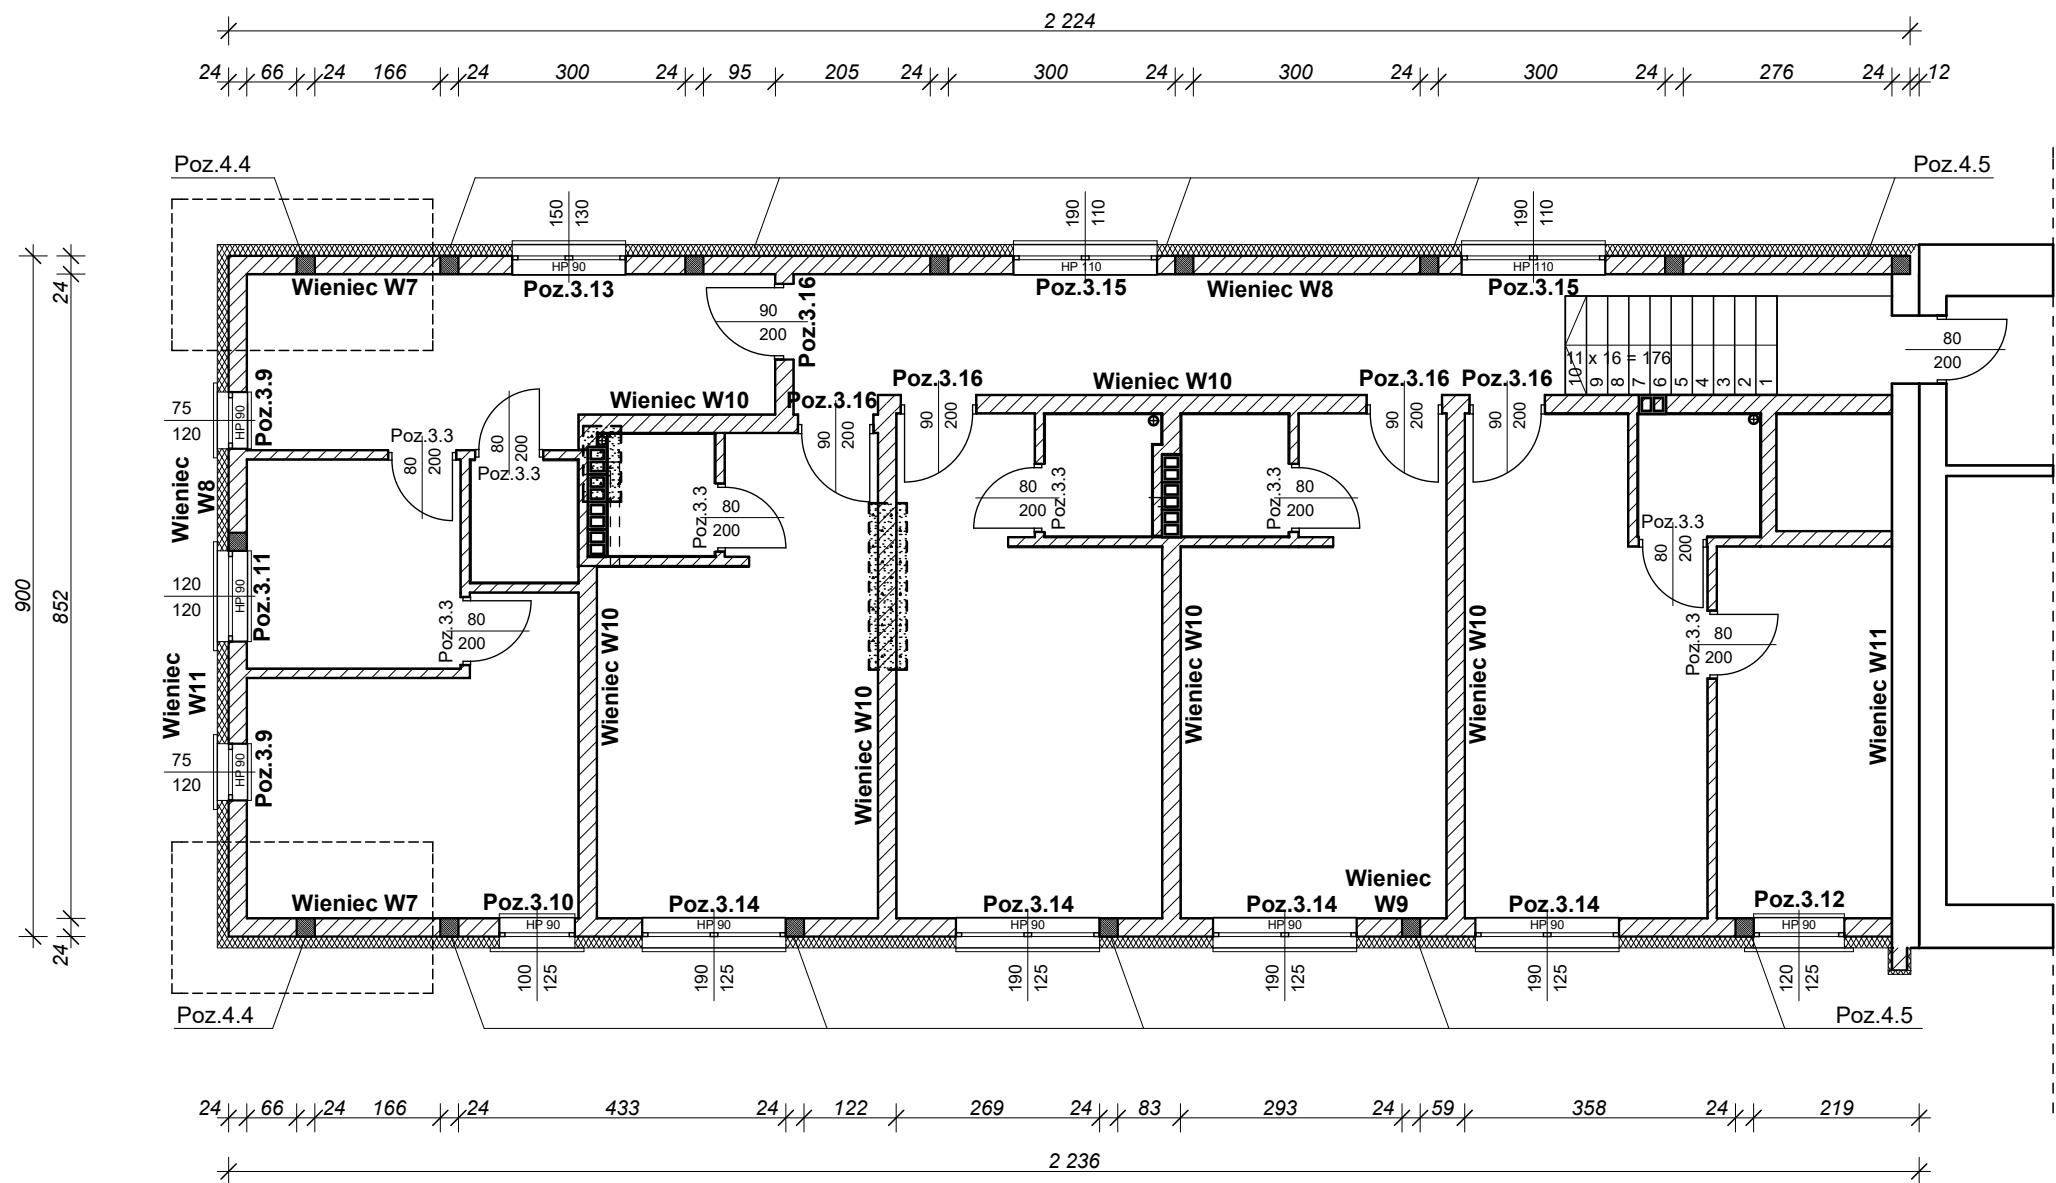 2 224
24 66 24 166 24 300 24 95 205 24 300 24 300 24 300 24 276 24 12
Poz.4.4
Poz.4.5
150
130
190
110
190
110
HP 90
HP 110
HP 110
Wieniec W7
Poz.3.13
Poz.3.16
Poz.3.15
Wieniec W8
Poz.3.15
24
90
200
80
200
11 x 16 = 176
10 9 8 7 6 5 4 3 2 1
Poz.3.16
Wieniec W10
Poz.3.16
Poz.3.16
Wieniec W10
Poz.3.16
75
120
HP 90
Poz.3.9
Poz.3.3
80
200
80
200
Poz.3.3
90
200
90
200
90
200
90
200
Wieniec
W8
80
200
Poz.3.3
80
200
Poz.3.3
80
200
Poz.3.3
Poz.3.3
80
200
120
120
HP 90
Poz.3.11
900
852
Poz.3.3
80
200
Poz.3.3
80
200
Wieniec
W11
Wieniec W10
Wieniec W10
Wieniec W10
Wieniec W10
Wieniec W11
75
120
HP 90
Poz.3.9
Wieniec
W9
Wieniec W7
Poz.3.10
Poz.3.14
Poz.3.14
Poz.3.14
Poz.3.14
Poz.3.12
HP 90
HP 90
HP 90
HP 90
HP 90
HP 90
24
100
125
190
125
190
125
190
125
190
125
120
125
Poz.4.4
Poz.4.5
24 66 24 166 24 433 24 122 269 24 83 293 24 59 358 24 219
2 236